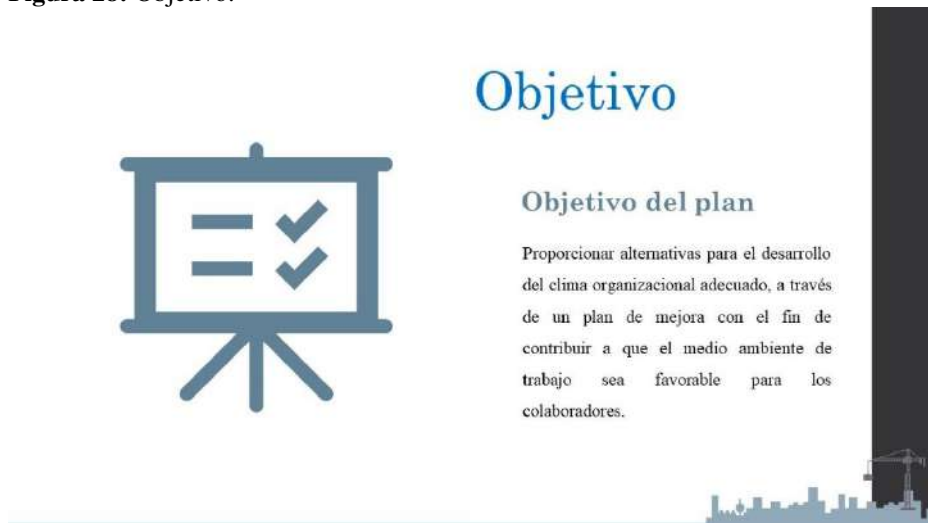 Objetivo
Objetivo del plan
Proporcionar alternativas para el desarrollo
del clima organizacional adecuado, a través
de un plan de mejora con el fin de
contribuir a que el medio ambiente de
trabajo sea favorable para los
colaboradores.